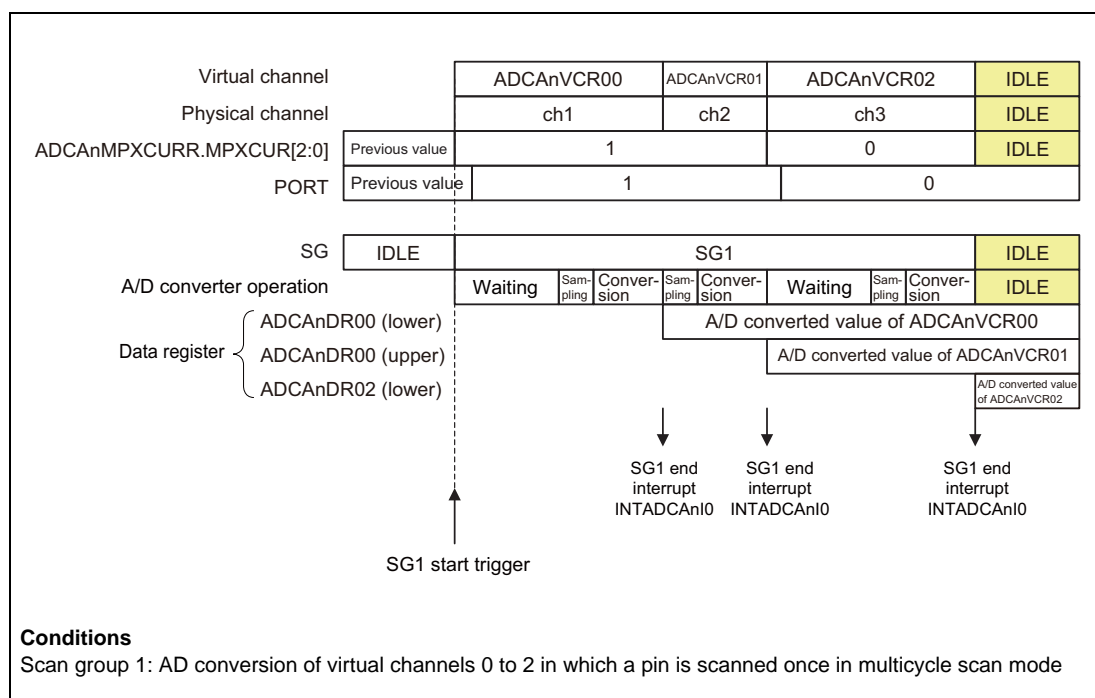 Virtual channel ADCAnVCR00 ADCAnVCR01 ADCAnVCR02 IDLE
Physical channel ch1 ch2 ch3 IDLE
ADCAnMPXCURR.MPXCUR[2:0] Previous value 1 0 IDLE
PORT Previous value 1 0
SG IDLE SG1 IDLE
A/D converter operation Waiting Sam-pling Conver-sion Sam-pling Conver-sion Waiting Sam-pling Conver-sion IDLE
Data register
ADCAnDR00 (lower) A/D converted value of ADCAnVCR00
ADCAnDR00 (upper) A/D converted value of ADCAnVCR01
ADCAnDR02 (lower) A/D converted value
of ADCAnVCR02
SG1 end SG1 end SG1 end
interrupt interrupt interrupt
INTADCAnI0 INTADCAnI0 INTADCAnI0
SG1 start trigger
Conditions
Scan group 1: AD conversion of virtual channels 0 to 2 in which a pin is scanned once in multicycle scan mode